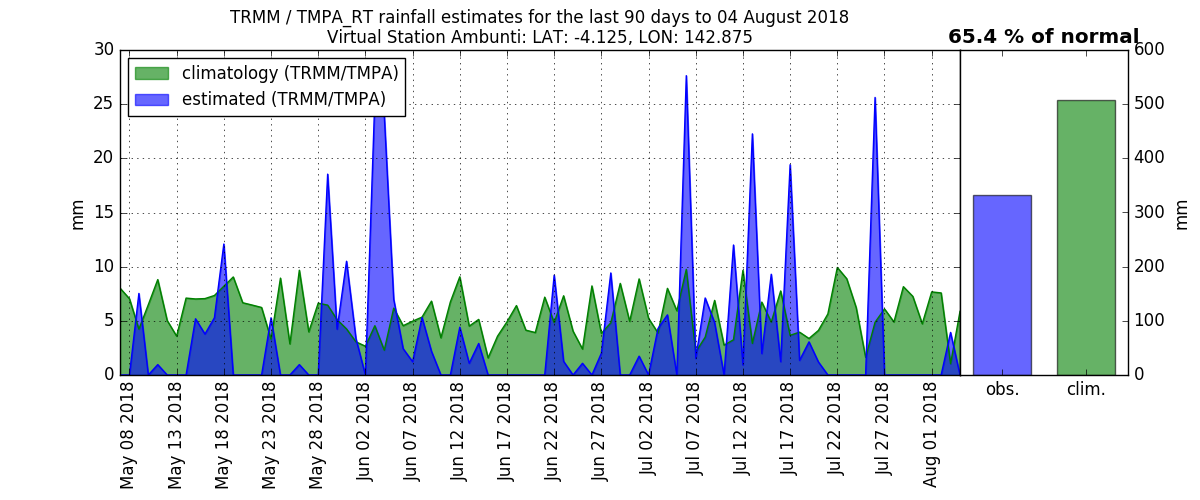 TRMM / TMPA_RT rainfall estimates for the last 90 days to 04 August 2018
Virtual Station Ambunti: LAT: -4.125, LON: 142.875
65.4 % of normal
climatology (TRMM/TMPA)
estimated (TRMM/TMPA)
30
25
20
15
10
5
0
mm
May 08 2018
May 13 2018
May 18 2018
May 23 2018
May 28 2018
Jun 02 2018
Jun 07 2018
Jun 12 2018
Jun 17 2018
Jun 22 2018
Jun 27 2018
Jul 02 2018
Jul 07 2018
Jul 12 2018
Jul 17 2018
Jul 22 2018
Jul 27 2018
Aug 01 2018
obs.
clim.
600
500
400
300
200
100
0
mm